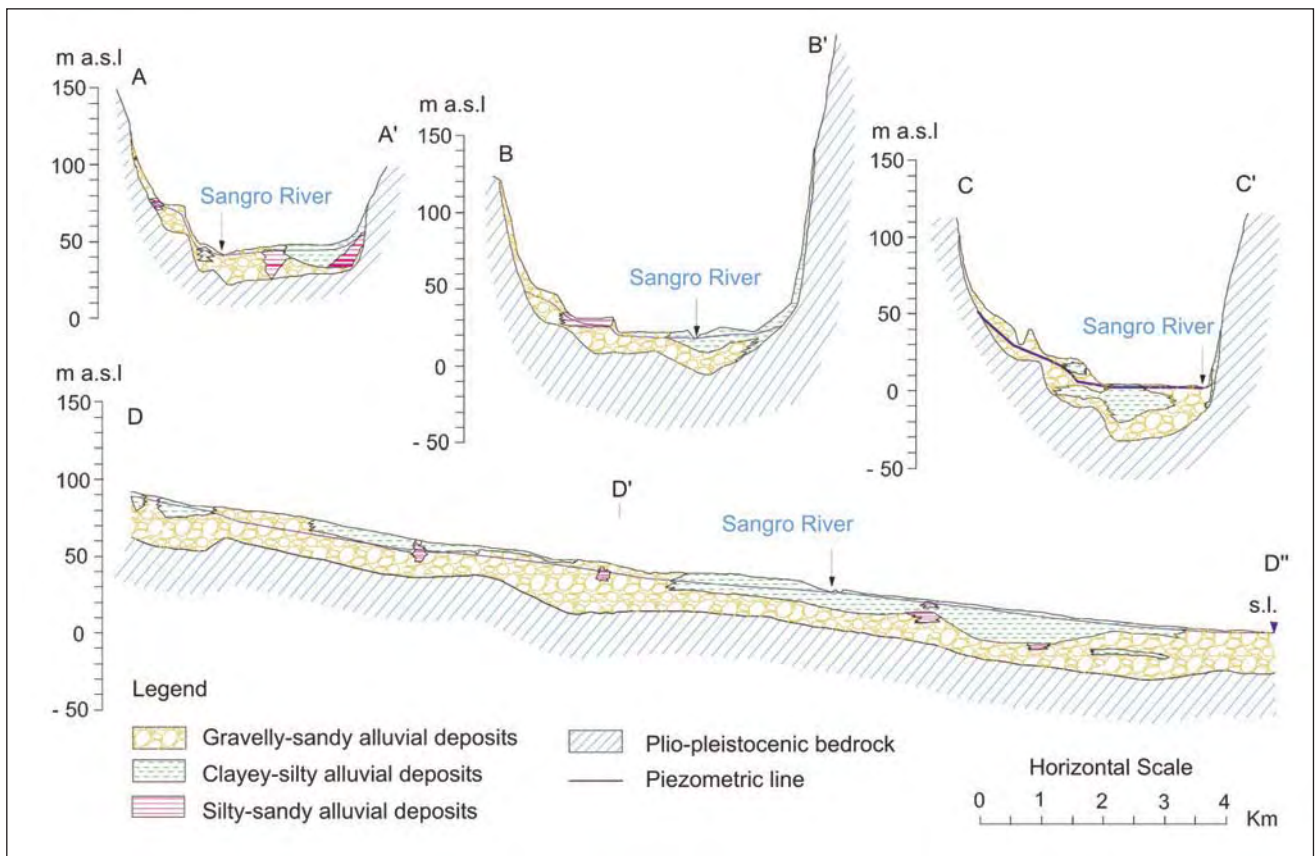 m a.s.l
A
150
100
50
0
A'
Sangro River
m a.s.l
B
150
100
50
0
- 50
B'
Sangro River
m a.s.l
C
150
100
50
0
- 50
C'
Sangro River
m a.s.l
D
150
100
50
0
- 50
D'
Sangro River
D"
s.l.
Legend
Gravelly-sandy alluvial deposits
Clayey-silty alluvial deposits
Silty-sandy alluvial deposits
Plio-pleistocenic bedrock
Piezometric line
Horizontal Scale
0 1 2 3 4
Km